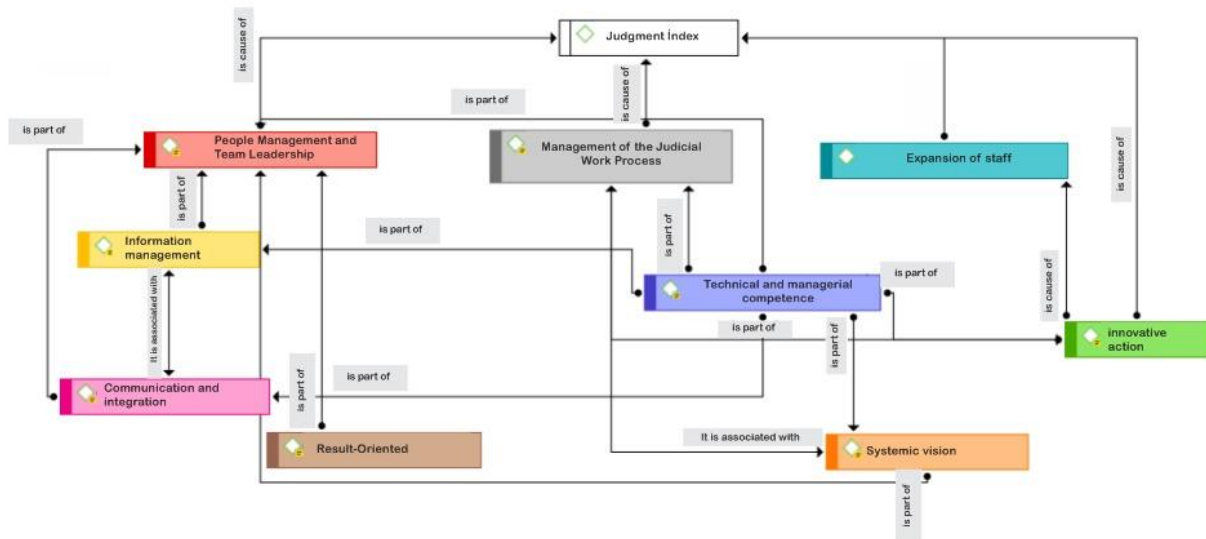 Judgment İndex
is cause of
is part of
is cause of
is part of
People Management and
Team Leadership
Management of the Judicial
Work Process
Expansion of staff
is cause of
is part of
Information
management
is part of
is part of
is part of
Technical and managerial
competence
is cause of
It is associated with
is part of
is part of
innovative
action
Communication and
integration
is part of
is part of
Result-Oriented
It is associated with
Systemic vision
is part of